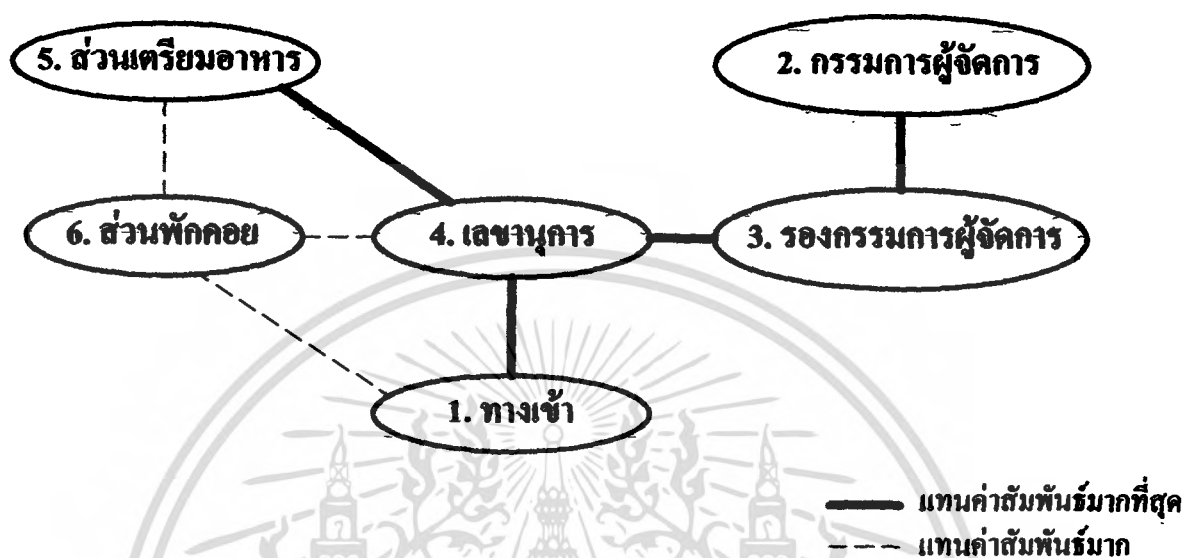 5. ส่วนเตรียมอาหาร
2. กรรมการผู้จัดการ
6. ส่วนพักคอย
4. เลขานุการ
3. รองกรรมการผู้จัดการ
1. ทางเข้า
แทนค่าสัมพันธ์มากที่สุด
แทนค่าสัมพันธ์มาก